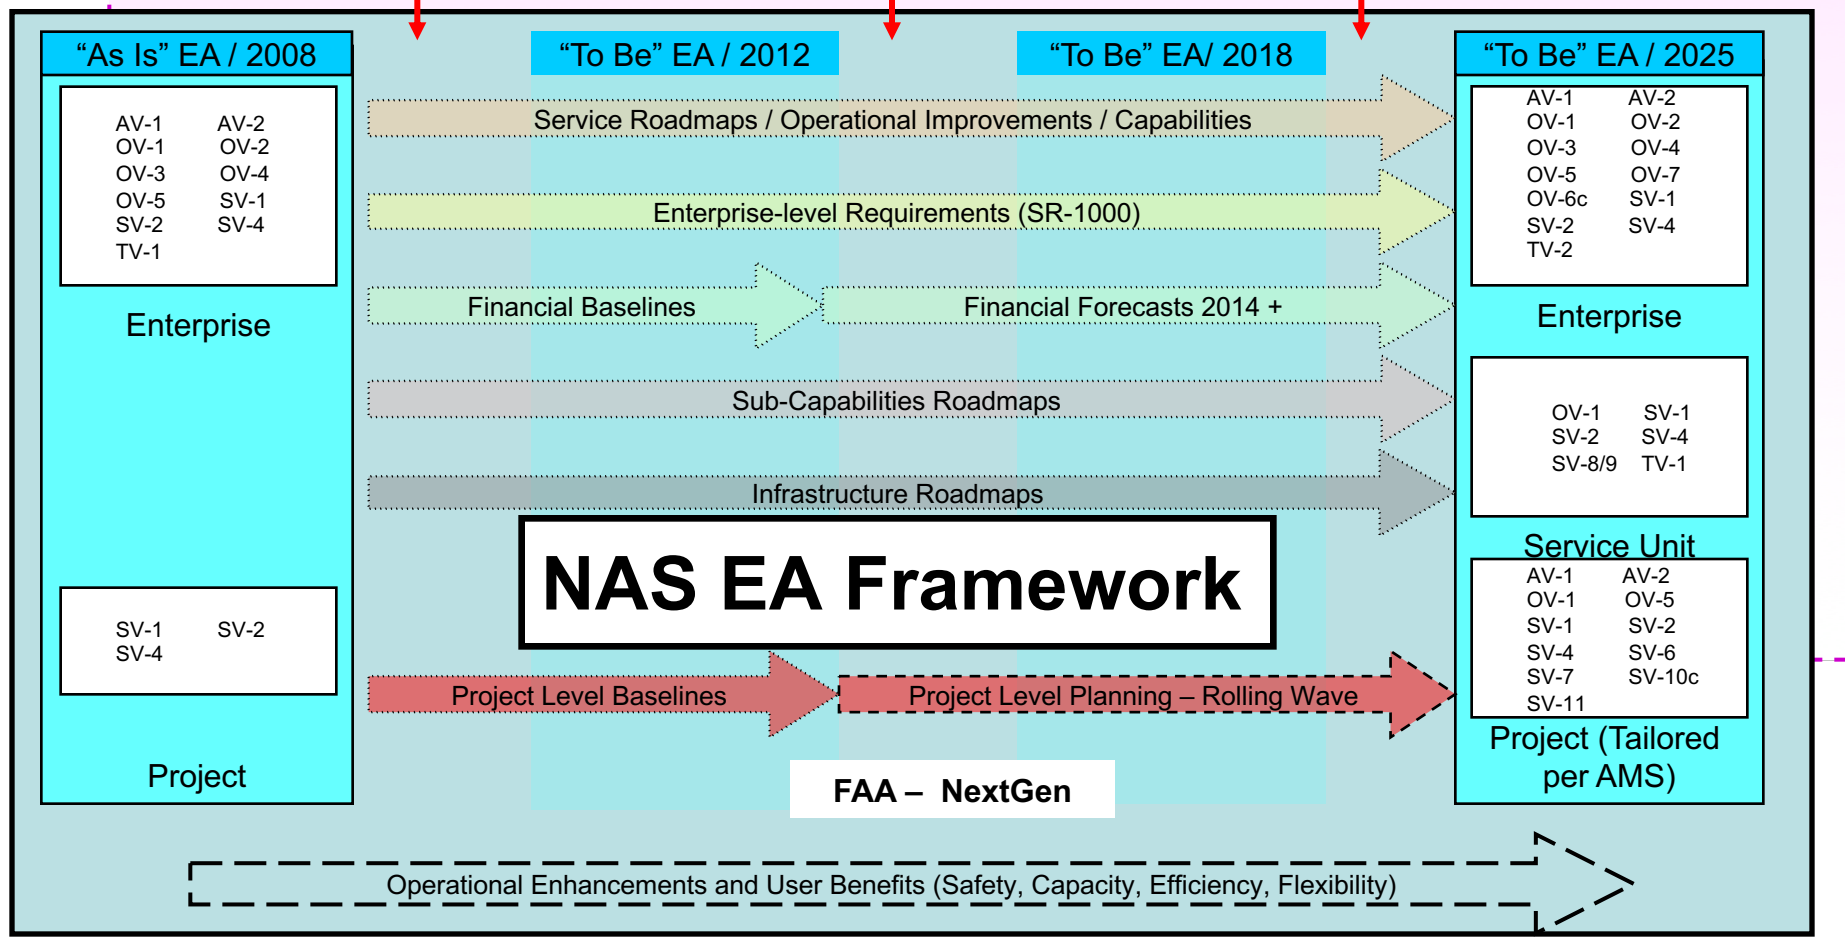 “As Is” EA / 2008
“To Be” EA / 2012
“To Be” EA/ 2018
“To Be” EA / 2025
AV-1 AV-2
OV-1 OV-2
OV-3 OV-4
OV-5 SV-1
SV-2 SV-4
TV-1
Enterprise
SV-1 SV-2
SV-4
Project
Service Roadmaps / Operational Improvements / Capabilities
Enterprise-level Requirements (SR-1000)
Financial Baselines
Financial Forecasts 2014 +
Sub-Capabilities Roadmaps
Infrastructure Roadmaps
NAS EA Framework
Project Level Baselines
Project Level Planning – Rolling Wave
FAA – NextGen
AV-1 AV-2
OV-1 OV-2
OV-3 OV-4
OV-5 OV-7
OV-6c SV-1
SV-2 SV-4
TV-2
Enterprise
OV-1 SV-1
SV-2 SV-4
SV-8/9 TV-1
Service Unit
AV-1 AV-2
OV-1 OV-5
SV-1 SV-2
SV-4 SV-6
SV-7 SV-10c
SV-11
Project (Tailored
per AMS)
Operational Enhancements and User Benefits (Safety, Capacity, Efficiency, Flexibility)